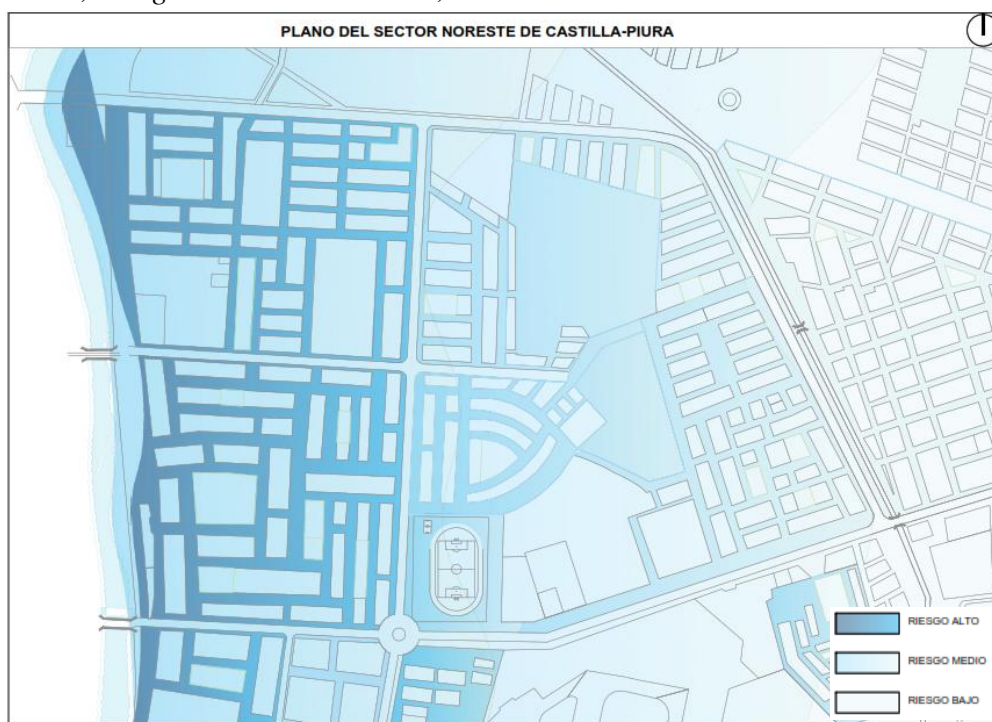 PLANO DEL SECTOR NORESTE DE CASTILLA-PIURA
RIESGO ALTO
RIESGO MEDIO
RIESGO BAJO